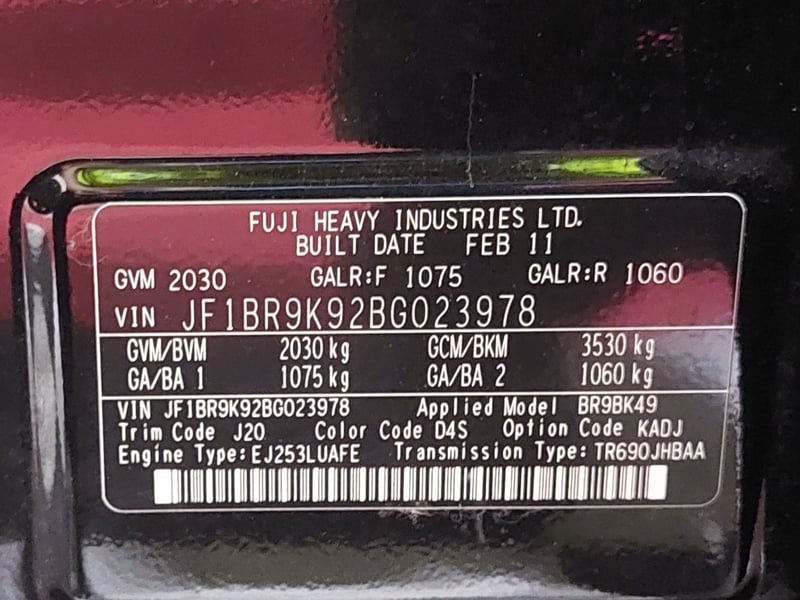 FUJI HEAVY INDUSTRIES LTD.
BUILT DATE FEB 11
GVM 2030 GALR:F 1075 GALR:R 1060
VIN JF1BR9K92BG023978
GVM/BVM 2030 kg GCM/BKM 3530 kg
GA/BA 1 1075 kg GA/BA 2 1060 kg
VIN JF1BR9K92BG023978 Applied Model BR9BK49
Trim Code J20 Color Code D4S Option Code KADJ
Engine Type:EJ253LUAFE Transmission Type:TR690JHBAA